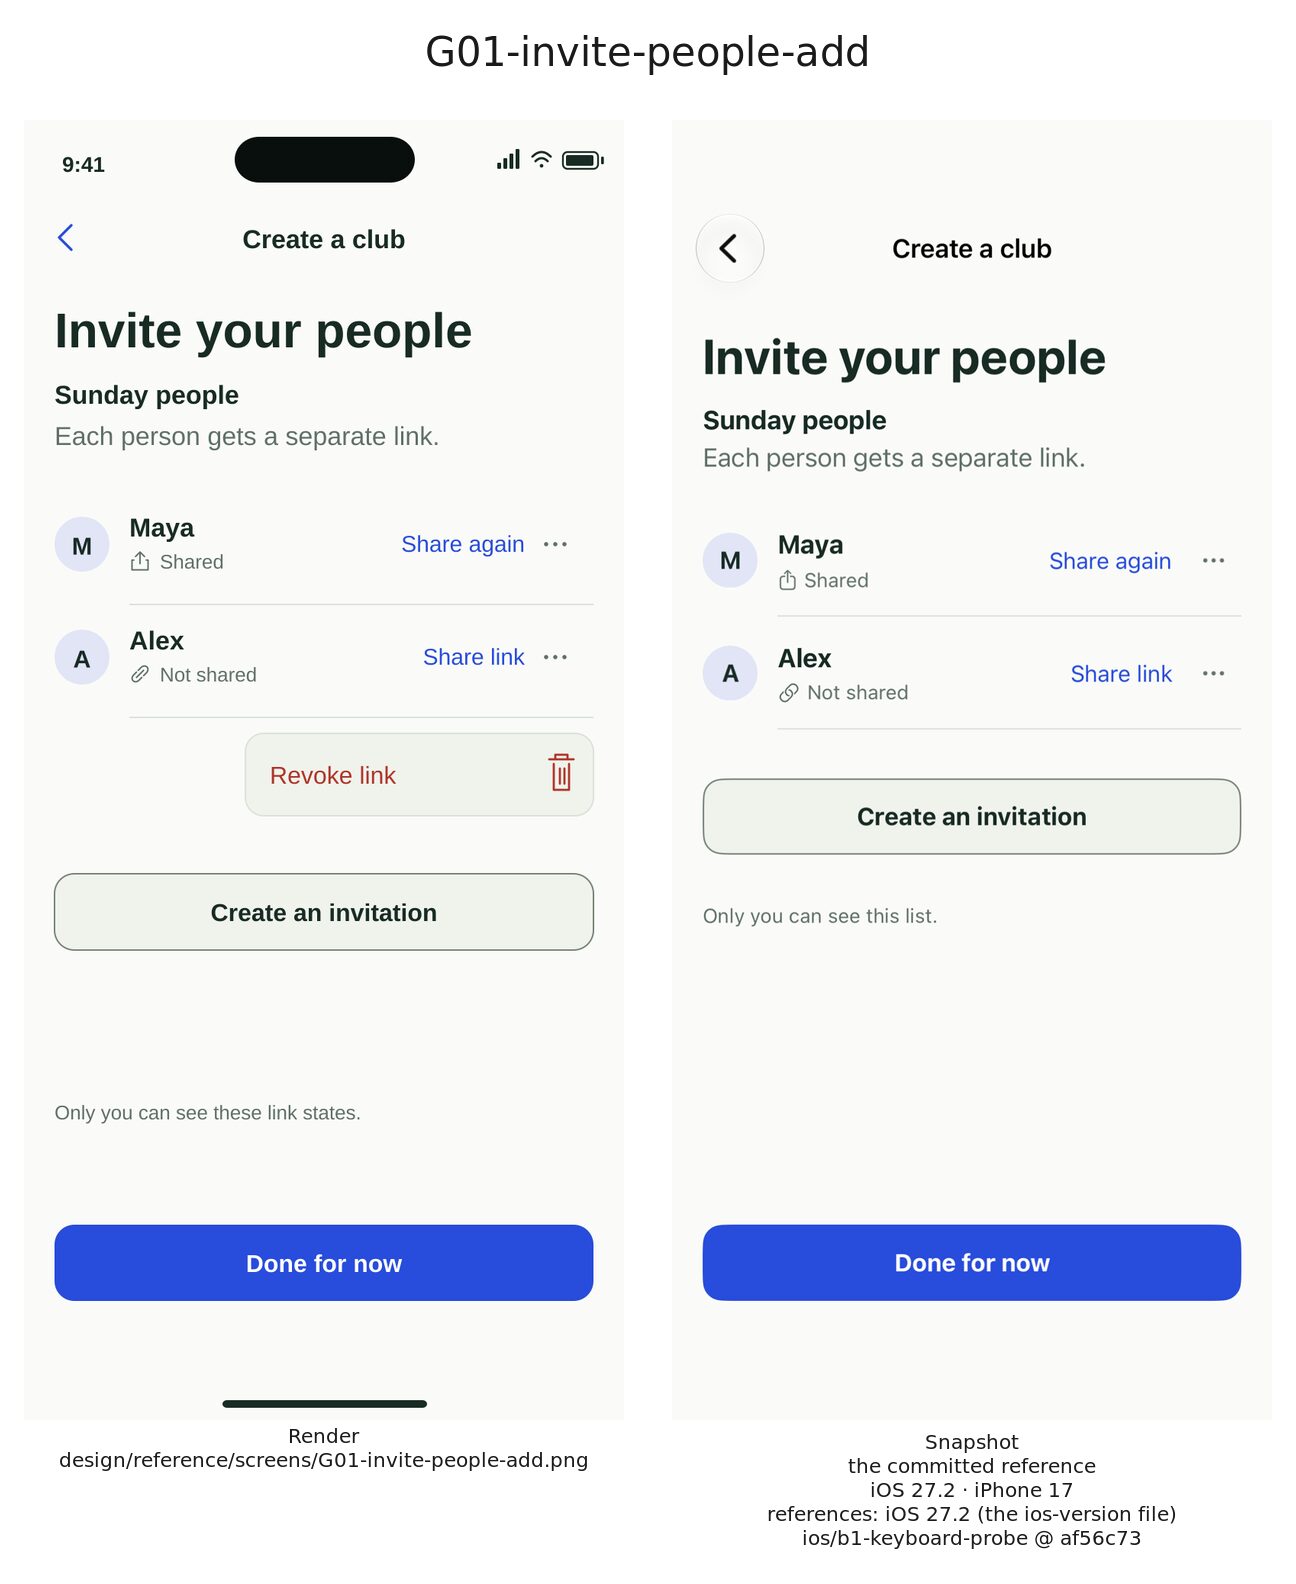 G01-invite-people-add
9:41
Create a club
Invite your people
Sunday people
Each person gets a separate link.
M
Maya
Shared
Share again
A
Alex
Not shared
Share link
Revoke link
Create an invitation
Only you can see these link states.
Done for now
Render
design/reference/screens/G01-invite-people-add.png
Create a club
Invite your people
Sunday people
Each person gets a separate link.
M
Maya
Shared
Share again
A
Alex
Not shared
Share link
Create an invitation
Only you can see this list.
Done for now
Snapshot
the committed reference
iOS 27.2 · iPhone 17
references: iOS 27.2 (the ios-version file)
ios/b1-keyboard-probe @ af56c73